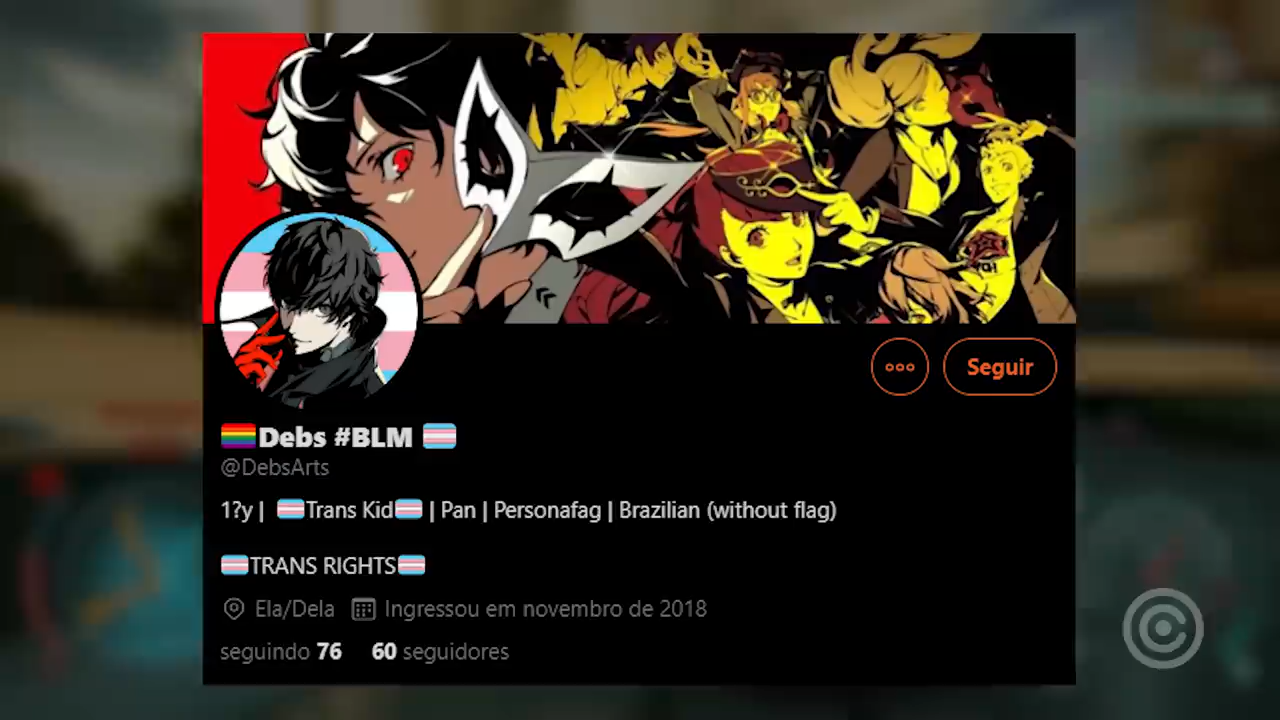 Seguir
Debs #BLM
@DebsArts
1?y | Trans Kid | Pan | Personafag | Brazilian (without flag)
TRANS RIGHTS
Ela/Dela Ingressou em novembro de 2018
seguindo 76 60 seguidores